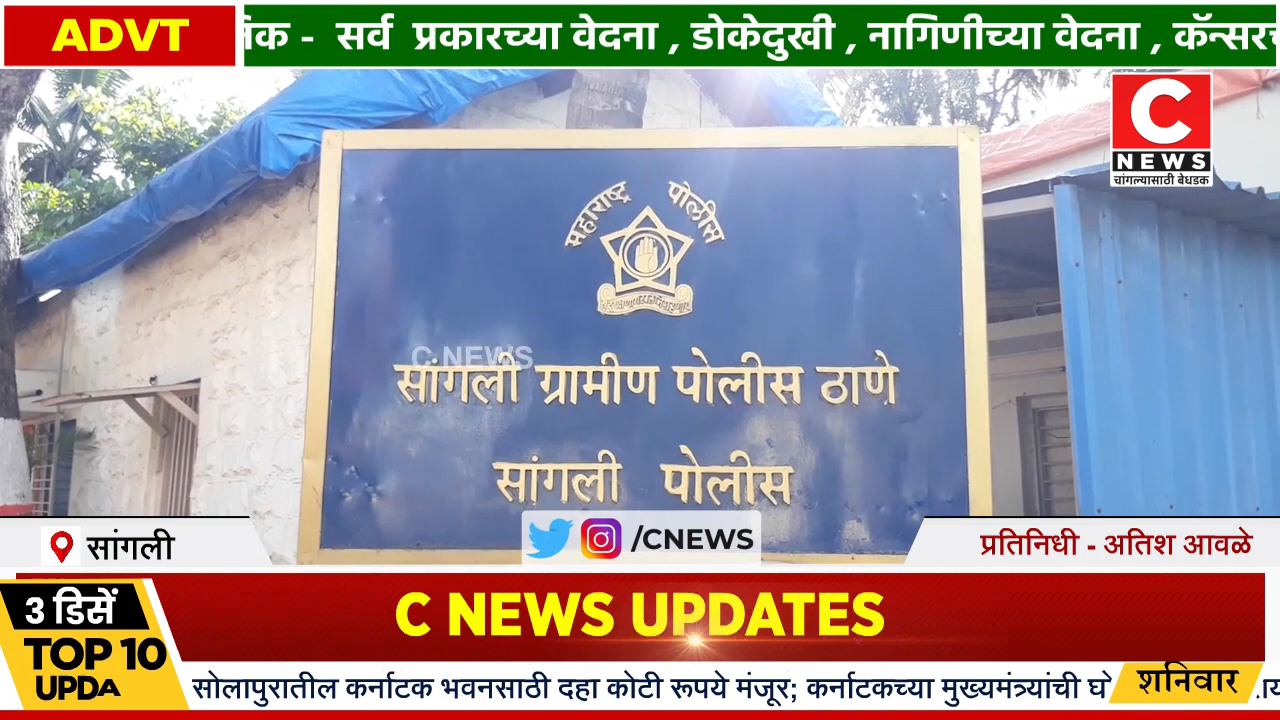 ADVT
सर्व प्रकारच्या वेदना , डोकेदुखी , नागिणीच्या वेदना ,
C
NEWS
चांगल्यासाठी बेधडक
महाराष्ट्र पोलीस
C NEWS
सांगली ग्रामीण पोलीस ठाणे
सांगली पोलीस
सांगली
/CNEWS
प्रतिनिधी - अतिश आवळे
3 डिसें
C NEWS UPDATES
TOP 10
UPDA
सोलापुरातील कर्नाटक भवनसाठी दहा कोटी रूपये मंजूर; कर्नाटकच्या मुख्यमंत्र्यांची
शनिवार